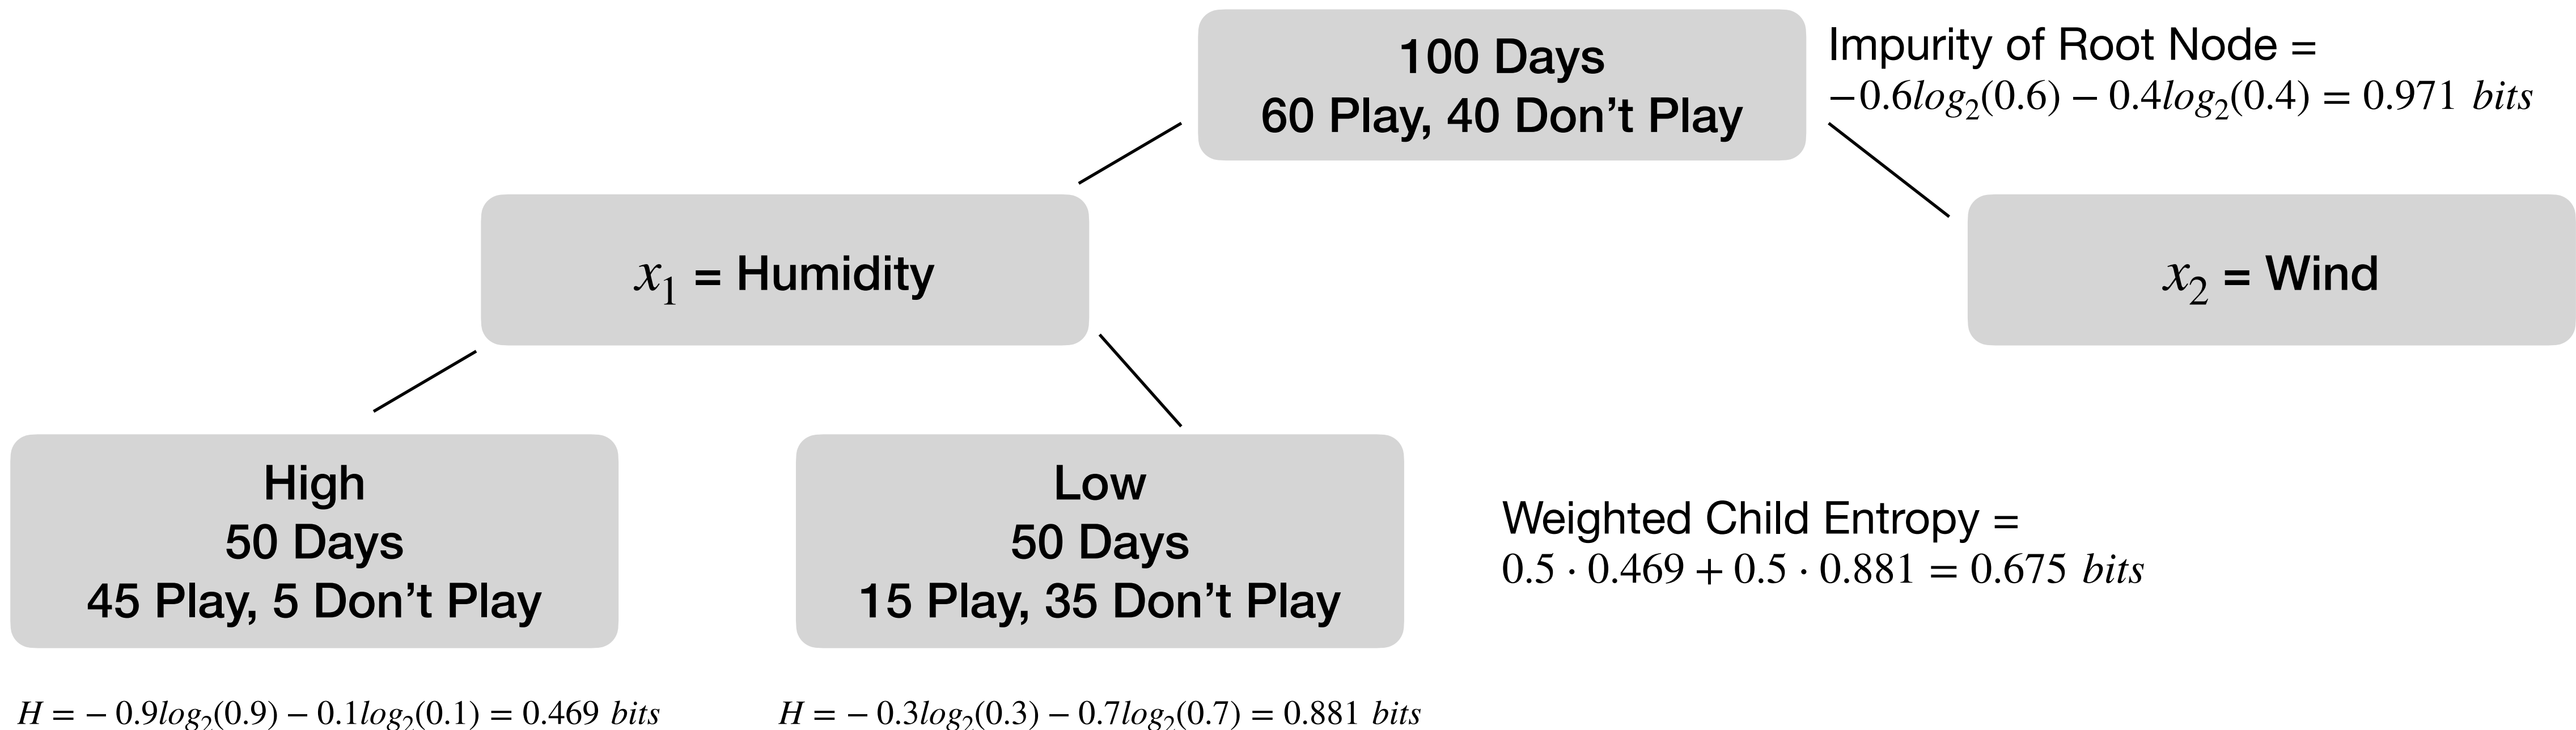 100 Days
60 Play, 40 Don’t Play
Impurity of Root Node =
−0.6log₂(0.6) − 0.4log₂(0.4) = 0.971 bits
x₁ = Humidity
x₂ = Wind
High
50 Days
45 Play, 5 Don’t Play
Low
50 Days
15 Play, 35 Don’t Play
Weighted Child Entropy =
0.5 · 0.469 + 0.5 · 0.881 = 0.675 bits
H = − 0.9log₂(0.9) − 0.1log₂(0.1) = 0.469 bits
H = − 0.3log₂(0.3) − 0.7log₂(0.7) = 0.881 bits